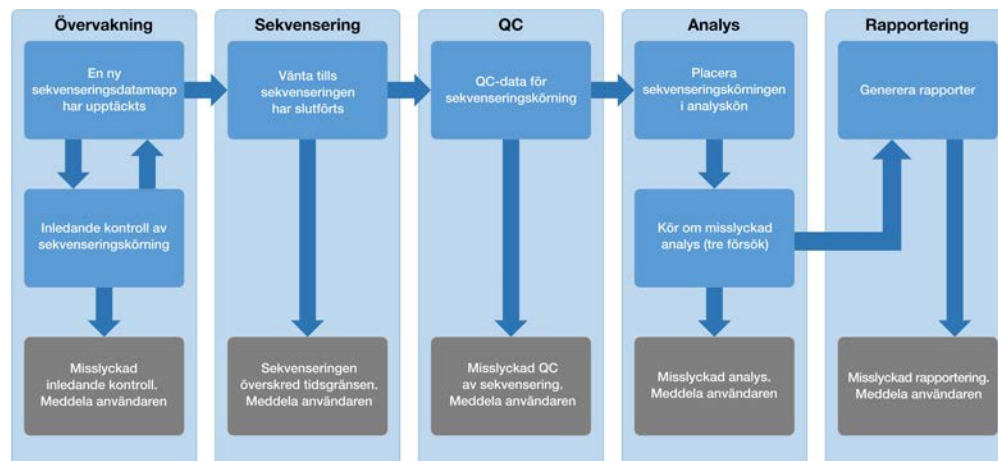 Övervakning
En ny
sekvenseringsdatamapp
har upptäckts
Inledande kontroll av
sekvenseringskörning
Misslyckad
inledande kontroll.
Meddela användaren
Sekvensering
Vänta tills
sekvenseringen
har slutförts
Sekvenseringen
överskred tidsgränsen.
Meddela användaren
QC
QC-data för
sekvenseringskörning
Misslyckad QC
av sekvensering.
Meddela användaren
Analys
Placera
sekvenseringskörningen
i analyskön
Kör om misslyckad
analys (tre försök)
Misslyckad analys.
Meddela användaren
Rapportering
Generera rapporter
Misslyckad rapportering.
Meddela användaren